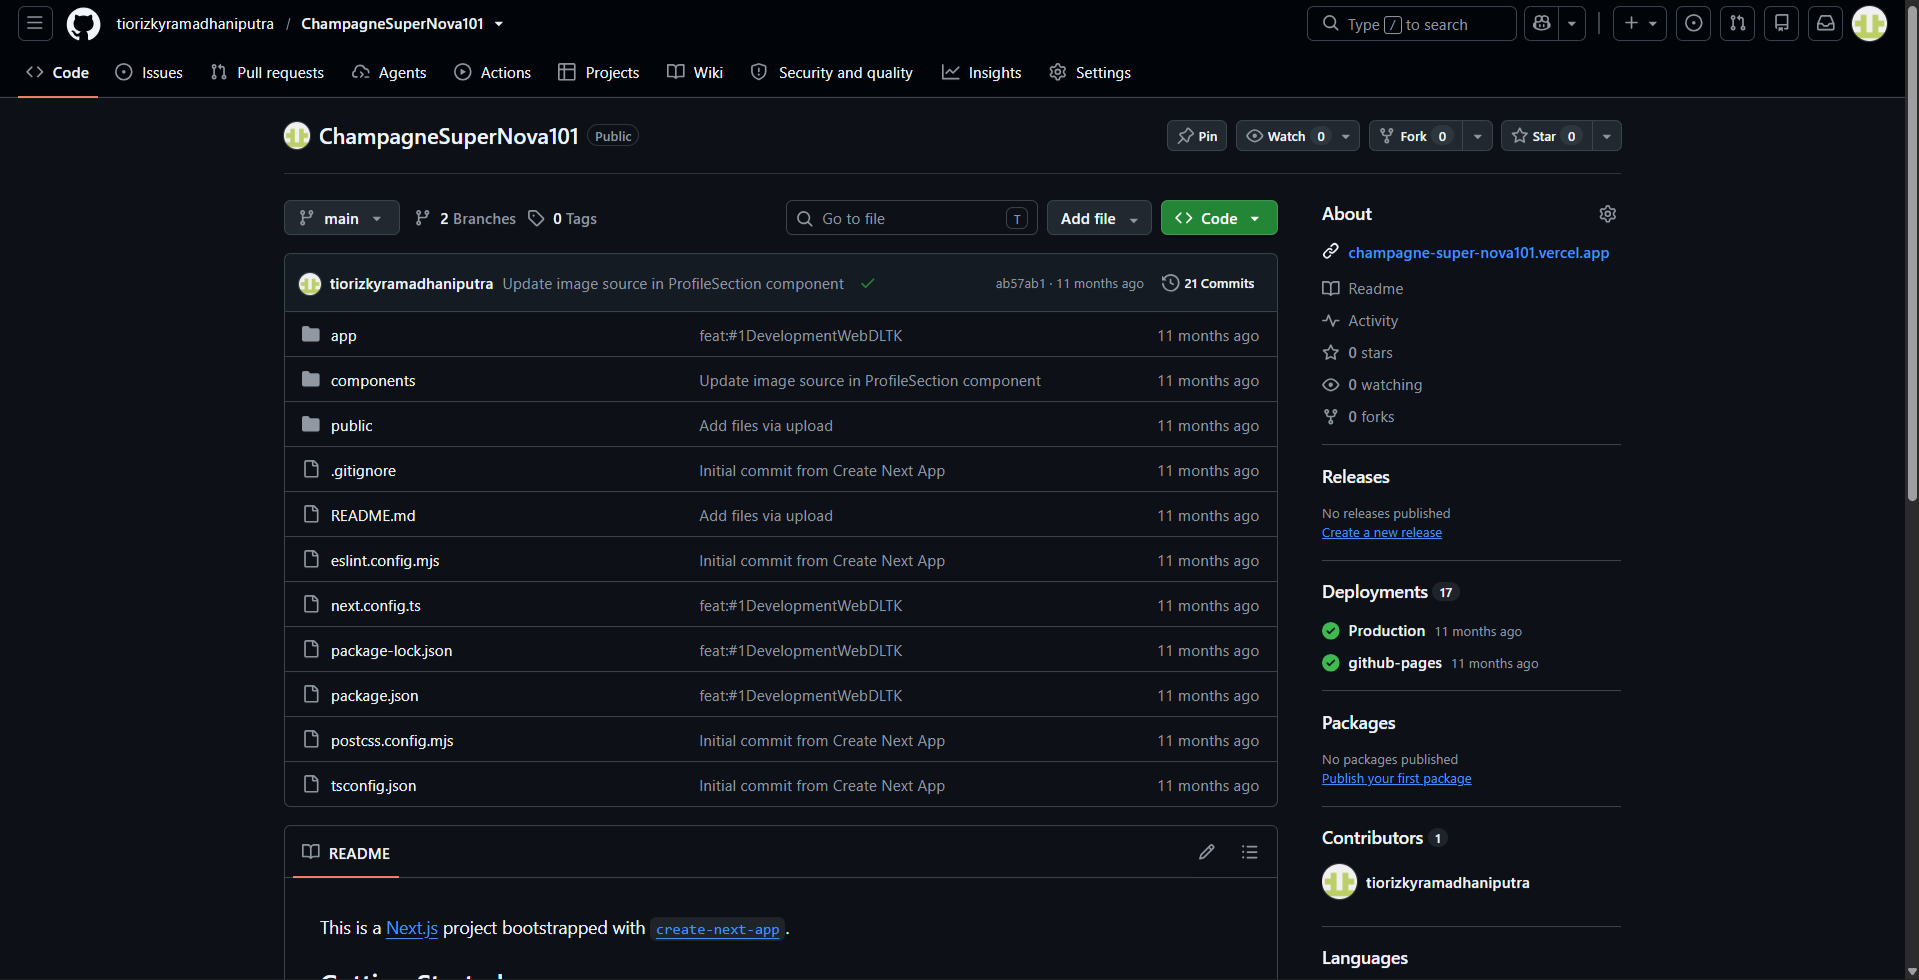 tiorizkyramadhaniputra / ChampagneSuperNova101
Type / to search
Code Issues Pull requests Agents Actions Projects Wiki Security and quality Insights Settings
ChampagneSuperNova101 Public
Pin Watch 0 Fork 0 Star 0
main 2 Branches 0 Tags
Go to file T Add file Code
tiorizkyramadhaniputra Update image source in ProfileSection component ab57ab1 · 11 months ago 21 Commits
app feat:#1DevelopmentWebDLTK 11 months ago
components Update image source in ProfileSection component 11 months ago
public Add files via upload 11 months ago
.gitignore Initial commit from Create Next App 11 months ago
README.md Add files via upload 11 months ago
eslint.config.mjs Initial commit from Create Next App 11 months ago
next.config.ts feat:#1DevelopmentWebDLTK 11 months ago
package-lock.json feat:#1DevelopmentWebDLTK 11 months ago
package.json feat:#1DevelopmentWebDLTK 11 months ago
postcss.config.mjs Initial commit from Create Next App 11 months ago
tsconfig.json Initial commit from Create Next App 11 months ago
README
This is a Next.js project bootstrapped with create-next-app.
Getting Started
About
champagne-super-nova101.vercel.app
Readme
Activity
0 stars
0 watching
0 forks
Releases
No releases published
Create a new release
Deployments 17
Production 11 months ago
github-pages 11 months ago
Packages
No packages published
Publish your first package
Contributors 1
tiorizkyramadhaniputra
Languages